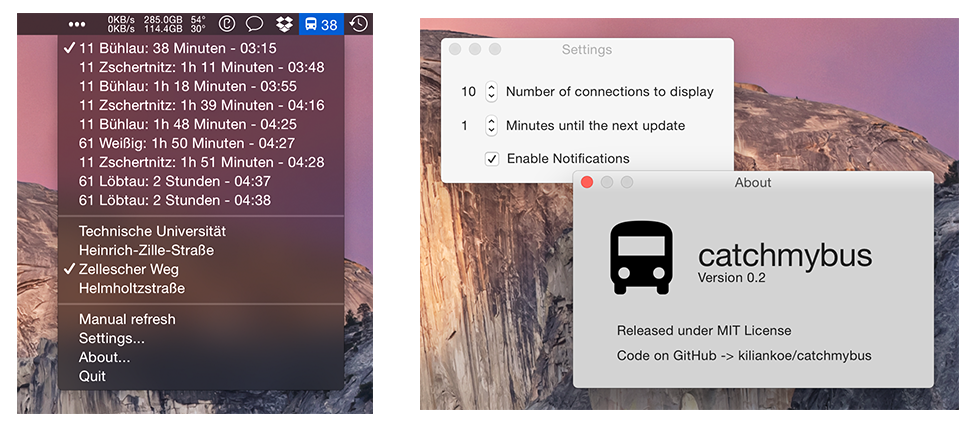 0KB/s 285.0GB 54°
0KB/s 114.4GB 30°
38
11 Bühlau: 38 Minuten - 03:15
11 Zschertnitz: 1h 11 Minuten - 03:48
11 Bühlau: 1h 18 Minuten - 03:55
11 Zschertnitz: 1h 39 Minuten - 04:16
11 Bühlau: 1h 48 Minuten - 04:25
61 Weißig: 1h 50 Minuten - 04:27
11 Zschertnitz: 1h 51 Minuten - 04:28
61 Löbtau: 2 Stunden - 04:37
61 Löbtau: 2 Stunden - 04:38
Technische Universität
Heinrich-Zille-Straße
Zellescher Weg
Helmholtzstraße
Manual refresh
Settings...
About...
Quit
Settings
10 Number of connections to display
1 Minutes until the next update
Enable Notifications
About
catchmybus
Version 0.2
Released under MIT License
Code on GitHub -> kiliankoe/catchmybus